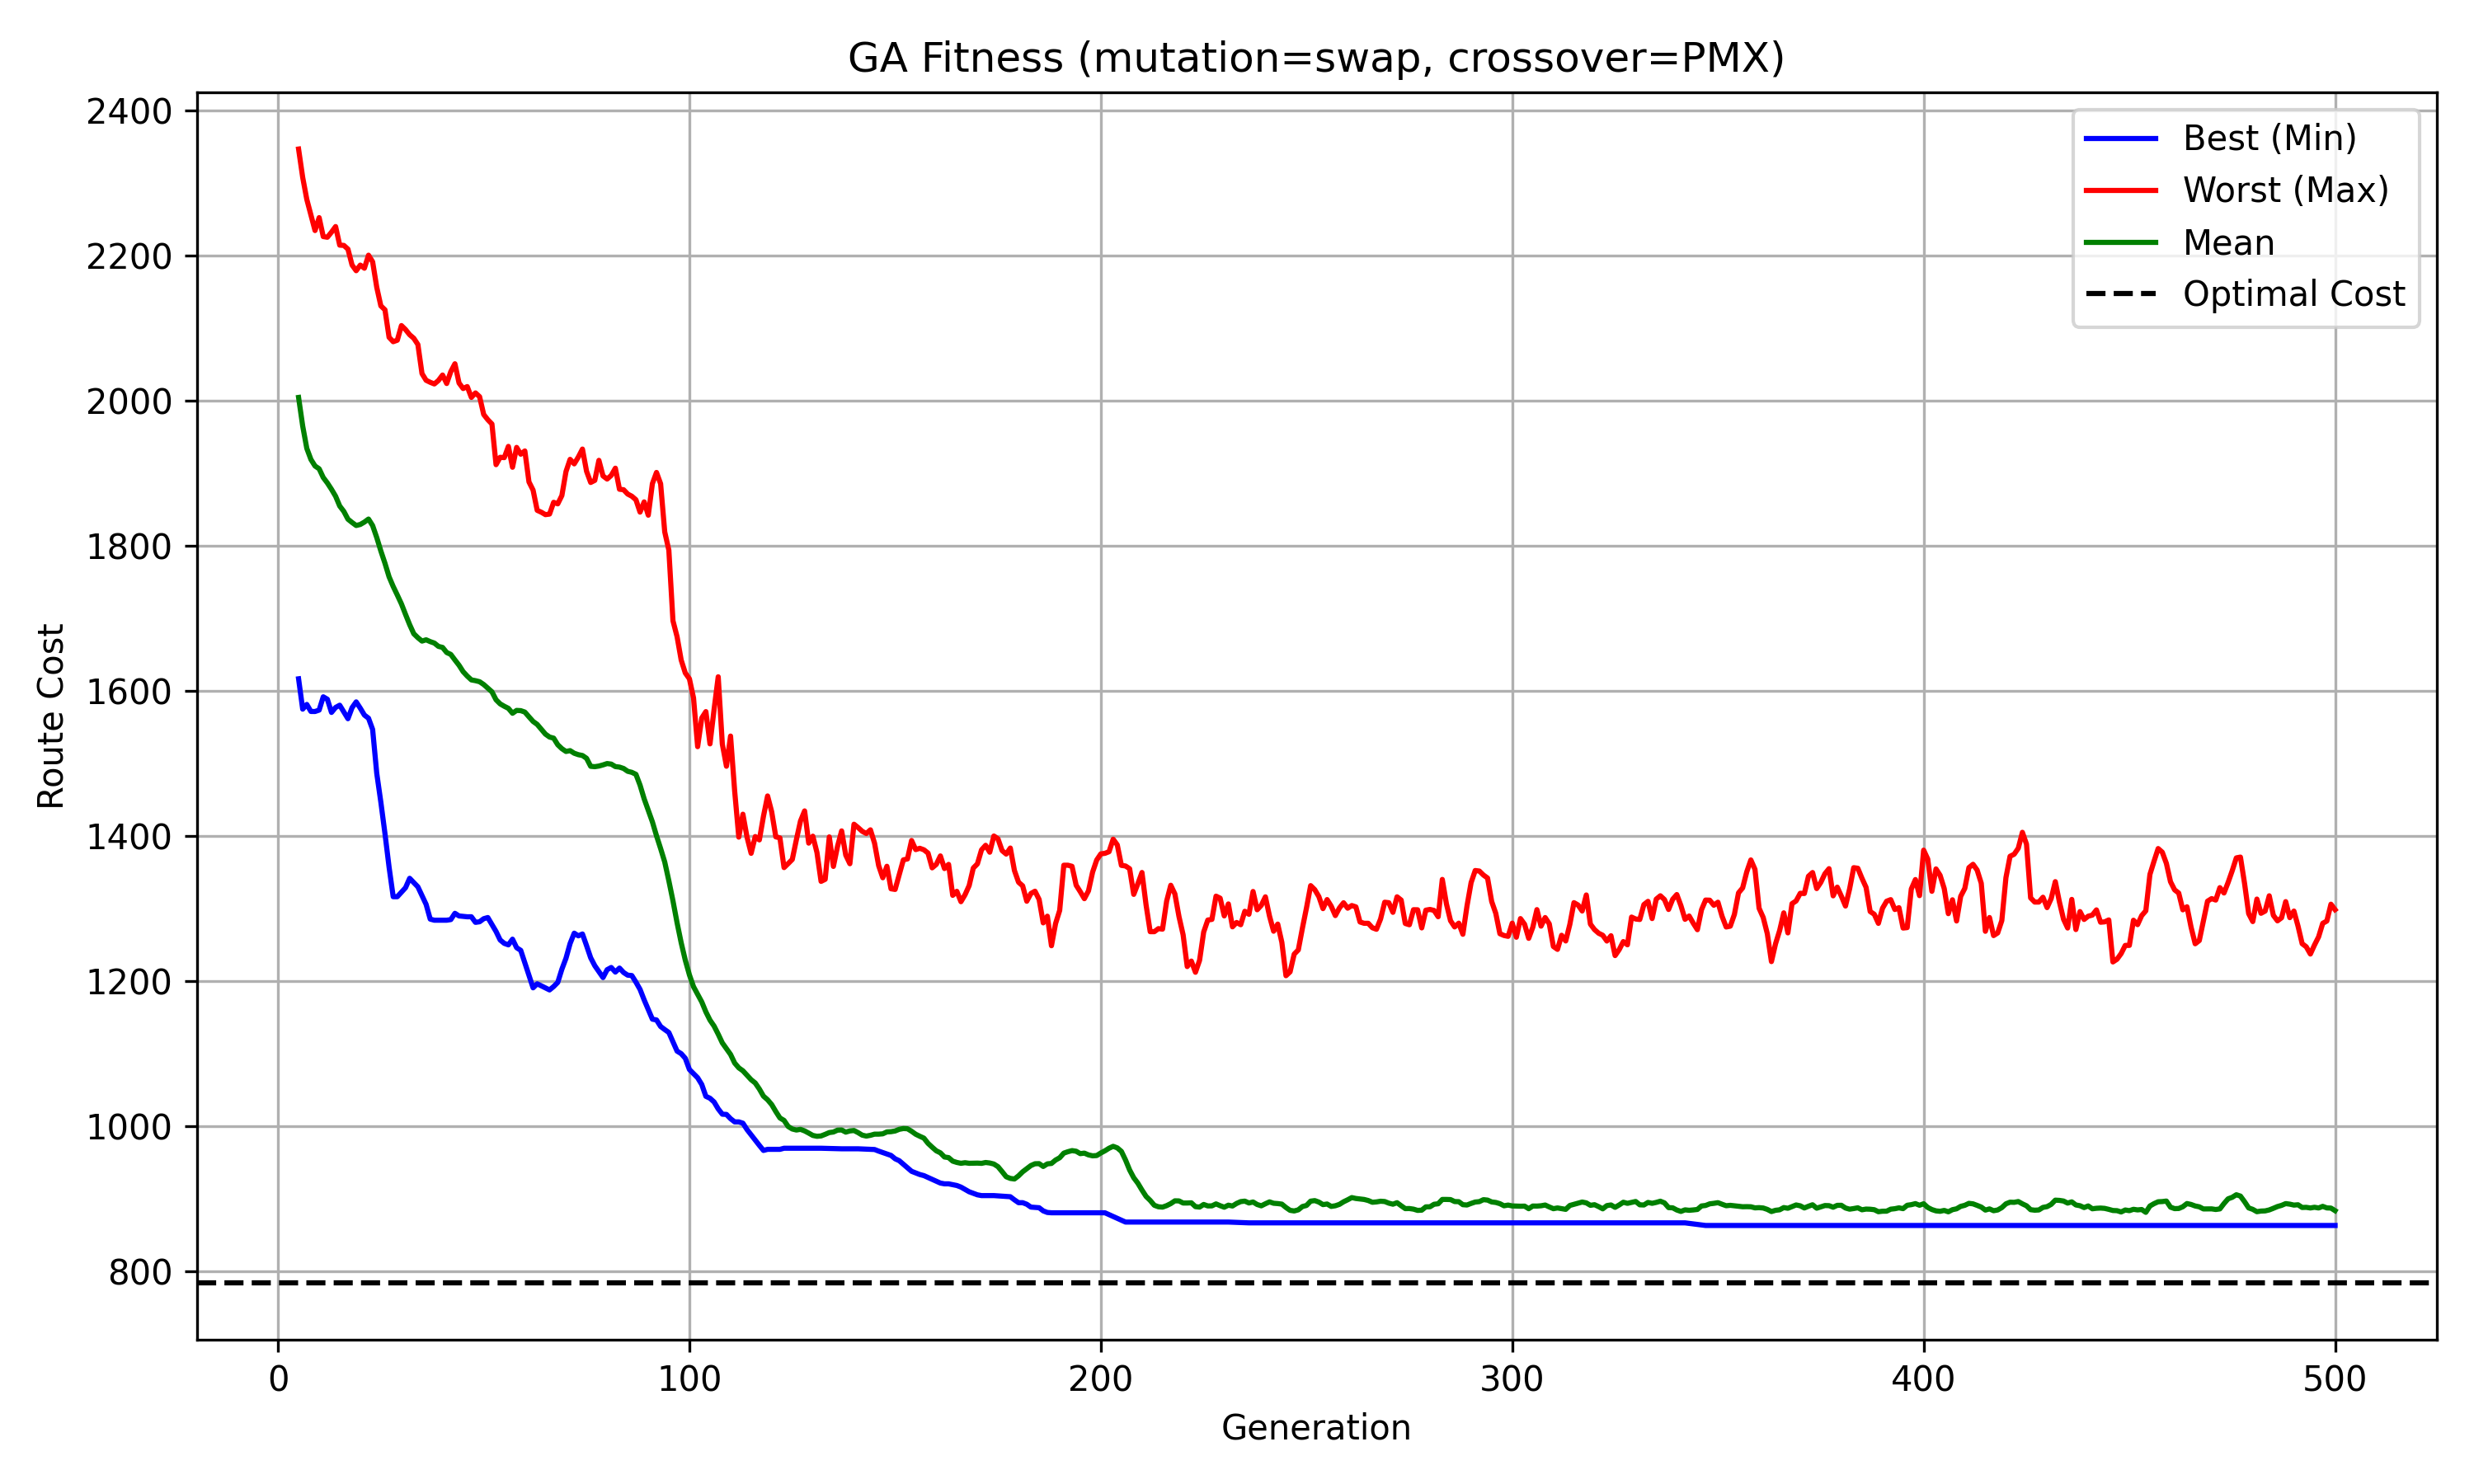 GA Fitness (mutation=swap, crossover=PMX)
2400
2200
2000
1800
1600
1400
1200
1000
800
Route Cost
Best (Min)
Worst (Max)
Mean
Optimal Cost
0 100 200 300 400 500
Generation